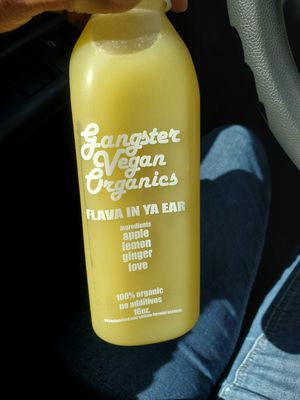 Gangster
Vegan
Organics
FLAVA IN YA EAR
ingredients
apple
lemon
ginger
love
100% organic
no additives
16oz.